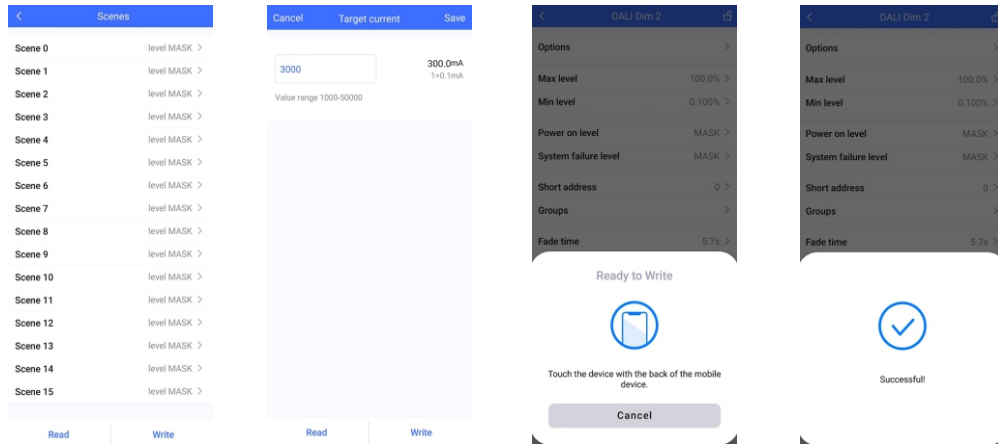 Scenes
Scene 0 level MASK
Scene 1 level MASK
Scene 2 level MASK
Scene 3 level MASK
Scene 4 level MASK
Scene 5 level MASK
Scene 6 level MASK
Scene 7 level MASK
Scene 8 level MASK
Scene 9 level MASK
Scene 10 level MASK
Scene 11 level MASK
Scene 12 level MASK
Scene 13 level MASK
Scene 14 level MASK
Scene 15 level MASK
Read Write
Cancel Target current Save
3000 300.0mA
1=0.1mA
Value range 1000-50000
Read Write
DALI Dim 2
Options
Max level 100.0%
Min level 0.100%
Power on level MASK
System failure level MASK
Short address 0
Groups
Fade time 5.7s
Ready to Write
Touch the device with the back of the mobile
device.
Cancel
DALI Dim 2
Options
Max level 100.0%
Min level 0.100%
Power on level MASK
System failure level MASK
Short address 0
Groups
Fade time 5.7s
Successful!